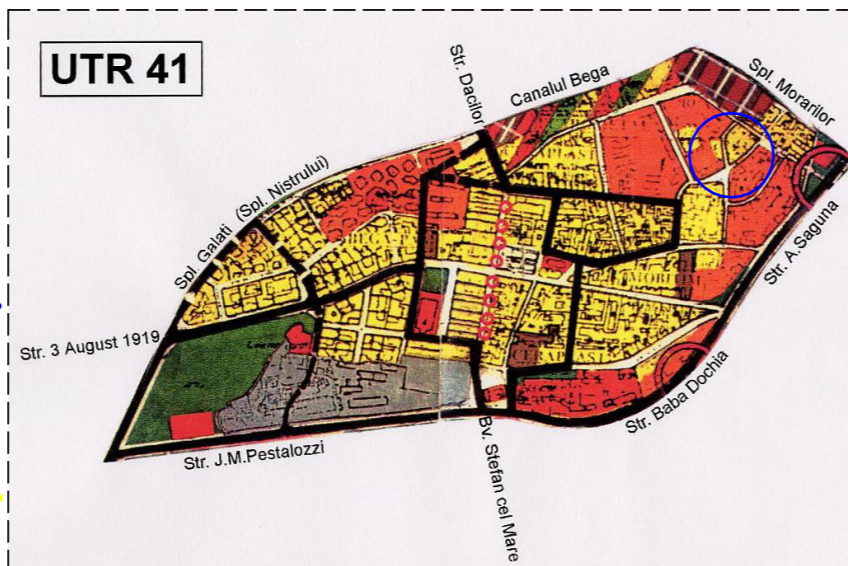 UTR 41
Str. Dacilor
Canalul Bega
Spl. Morarilor
Spl. Galati (Spl. Nistrului)
Str. A.Saguna
Str. 3 August 1919
Str. Baba Dochia
Str. J.M.Pestalozzi
Bv. Stefan cel Mare